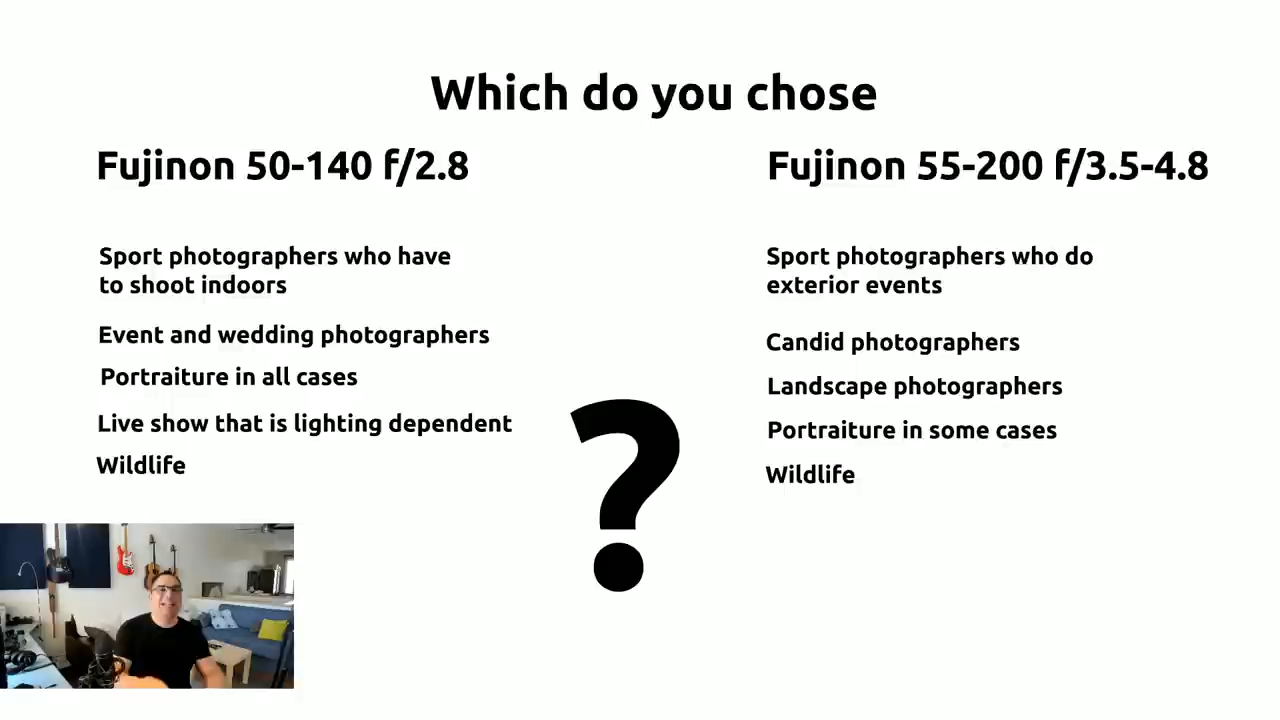 Which do you chose
Fujinon 50-140 f/2.8
Sport photographers who have
to shoot indoors
Event and wedding photographers
Portraiture in all cases
Live show that is lighting dependent
Wildlife
Fujinon 55-200 f/3.5-4.8
Sport photographers who do
exterior events
Candid photographers
Landscape photographers
Portraiture in some cases
Wildlife
?